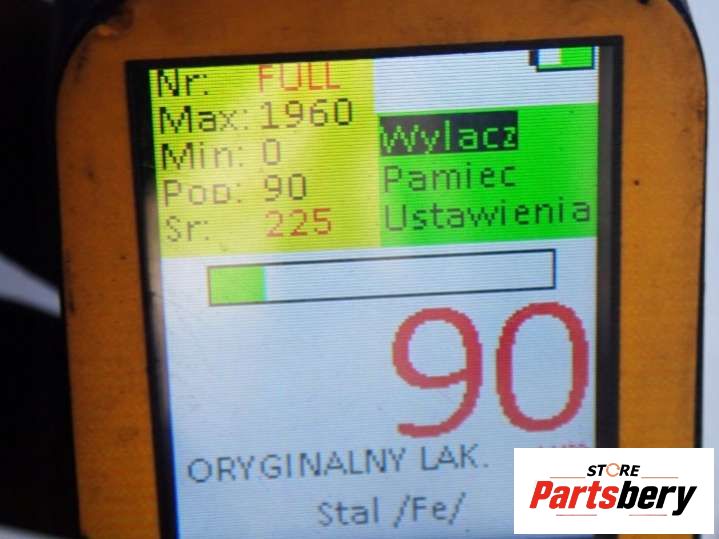 Nr: FULL
Max: 1960
Min: 0
Pop: 90
Sr: 225
Wylacz
Pamiec
Ustawienia
90
ORYGINALNY LAK.
Stal /Fe/
STORE
Partsbery